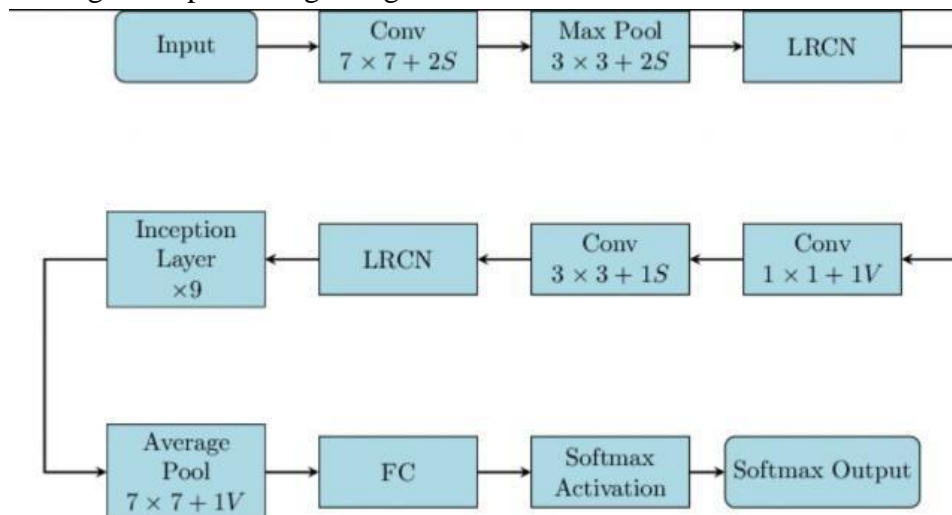 Input
Conv
7 × 7 + 2S
Max Pool
3 × 3 + 2S
LRCN
Inception
Layer
×9
LRCN
Conv
3 × 3 + 1S
Conv
1 × 1 + 1V
Average
Pool
7 × 7 + 1V
FC
Softmax
Activation
Softmax Output